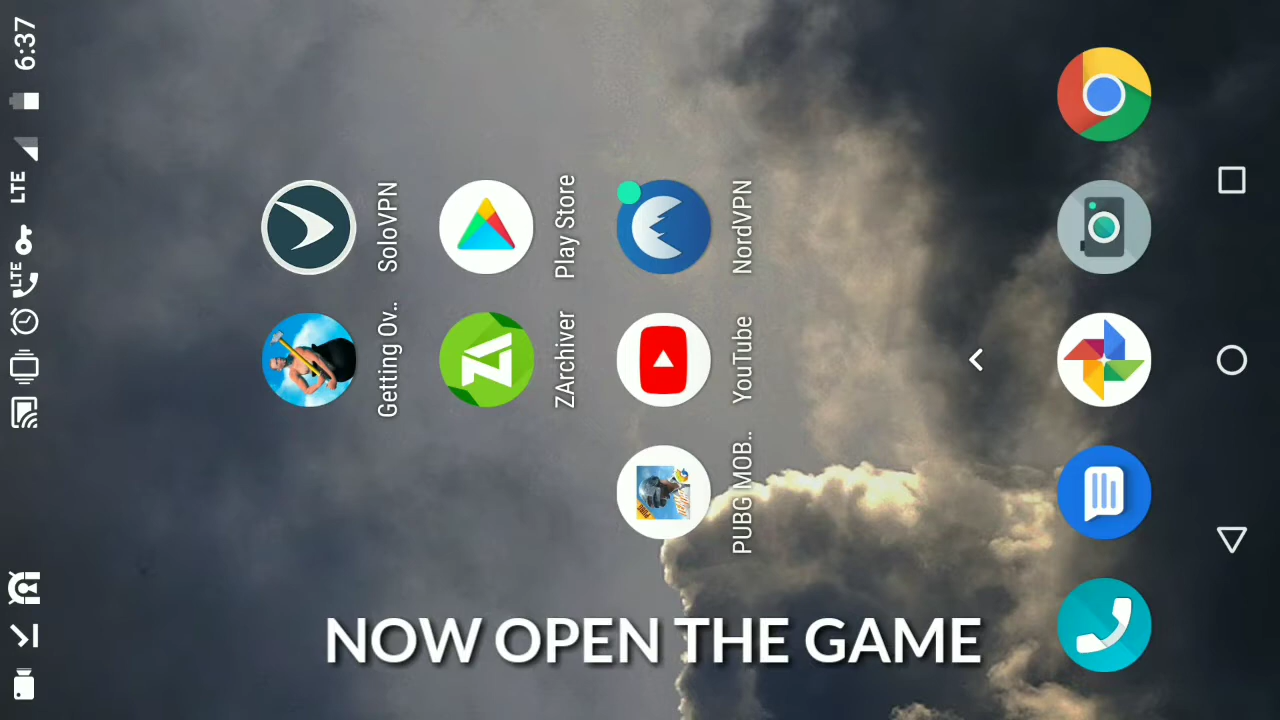 6:37
LTE
LTE
SoloVPN
Play Store
NordVPN
Getting Ov..
ZArchiver
YouTube
PUBG MOB..
NOW OPEN THE GAME